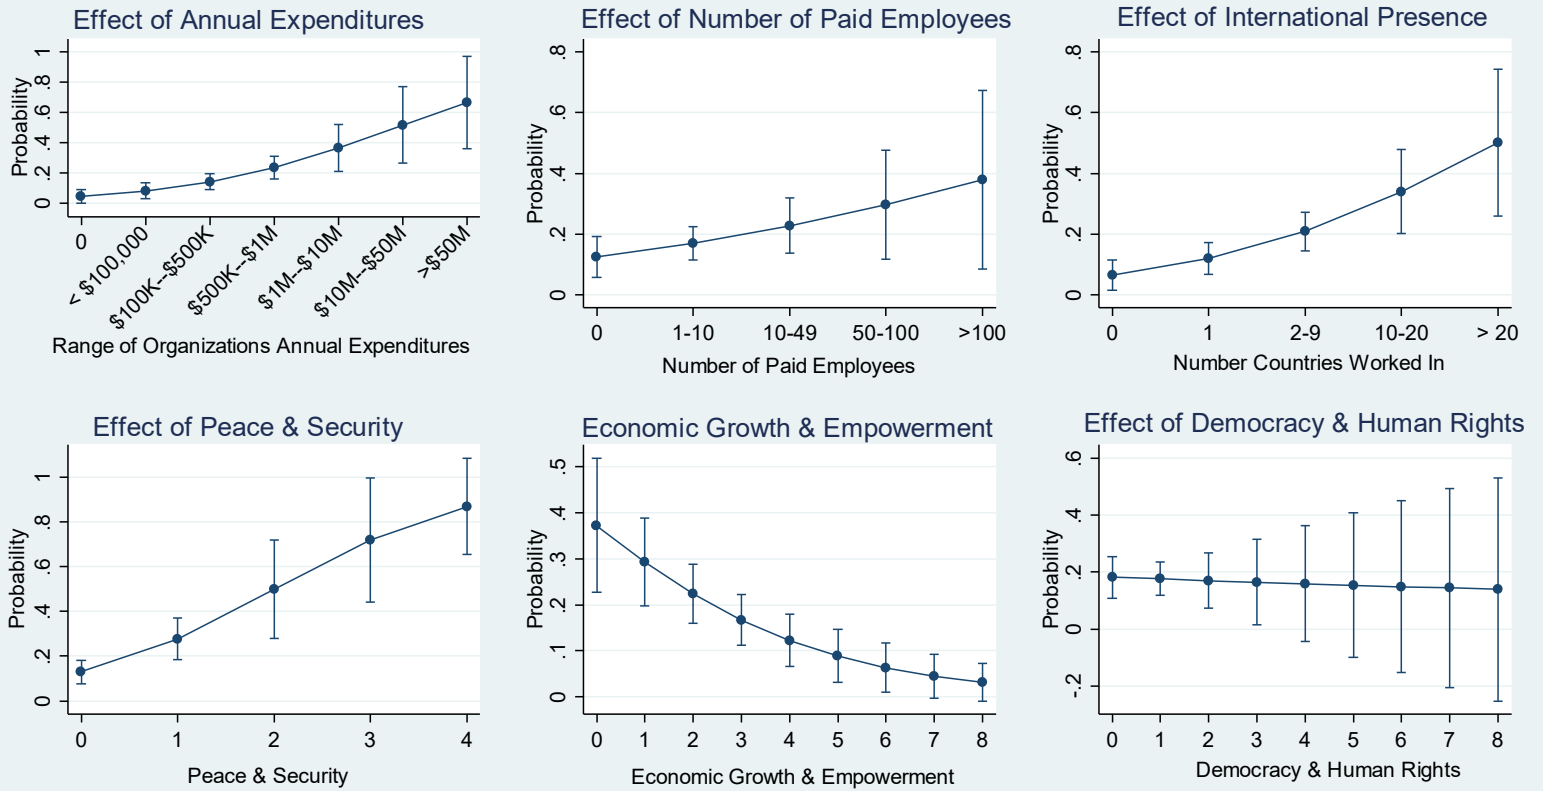 Effect of Annual Expenditures
Probability
1
.8
.6
.4
.2
0
0
< $100,000
$100K--$500K
$500K--$1M
$1M--$10M
$10M--$50M
>$50M
Range of Organizations Annual Expenditures
Effect of Number of Paid Employees
Probability
.8
.6
.4
.2
0
0 1-10 10-49 50-100 >100
Number of Paid Employees
Effect of International Presence
Probability
.8
.6
.4
.2
0
0 1 2-9 10-20 > 20
Number Countries Worked In
Effect of Peace & Security
Probability
1
.8
.6
.4
.2
0
0 1 2 3 4
Peace & Security
Economic Growth & Empowerment
Probability
.5
.4
.3
.2
.1
0
0 1 2 3 4 5 6 7 8
Economic Growth & Empowerment
Effect of Democracy & Human Rights
Probability
.6
.4
.2
0
-.2
0 1 2 3 4 5 6 7 8
Democracy & Human Rights